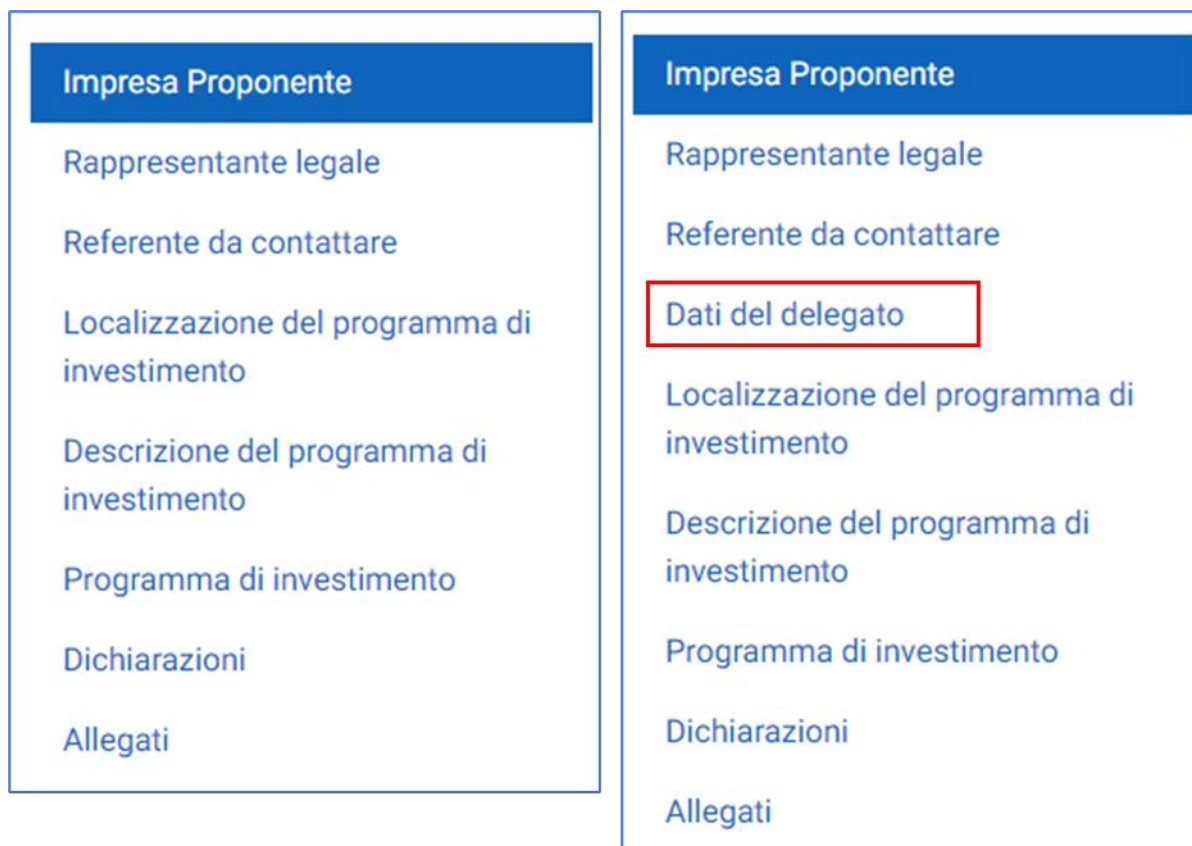 Impresa Proponente
Rappresentante legale
Referente da contattare
Localizzazione del programma di
investimento
Descrizione del programma di
investimento
Programma di investimento
Dichiarazioni
Allegati
Impresa Proponente
Rappresentante legale
Referente da contattare
Dati del delegato
Localizzazione del programma di
investimento
Descrizione del programma di
investimento
Programma di investimento
Dichiarazioni
Allegati